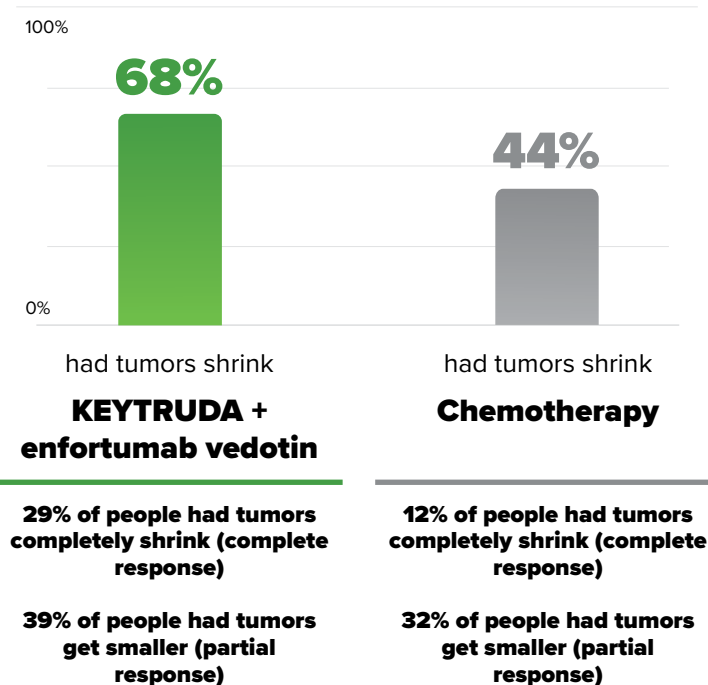 100%
68%
44%
0%
had tumors shrink
KEYTRUDA +
enfortumab vedotin
29% of people had tumors
completely shrink (complete
response)
39% of people had tumors
get smaller (partial
response)
had tumors shrink
Chemotherapy
12% of people had tumors
completely shrink (complete
response)
32% of people had tumors
get smaller (partial
response)